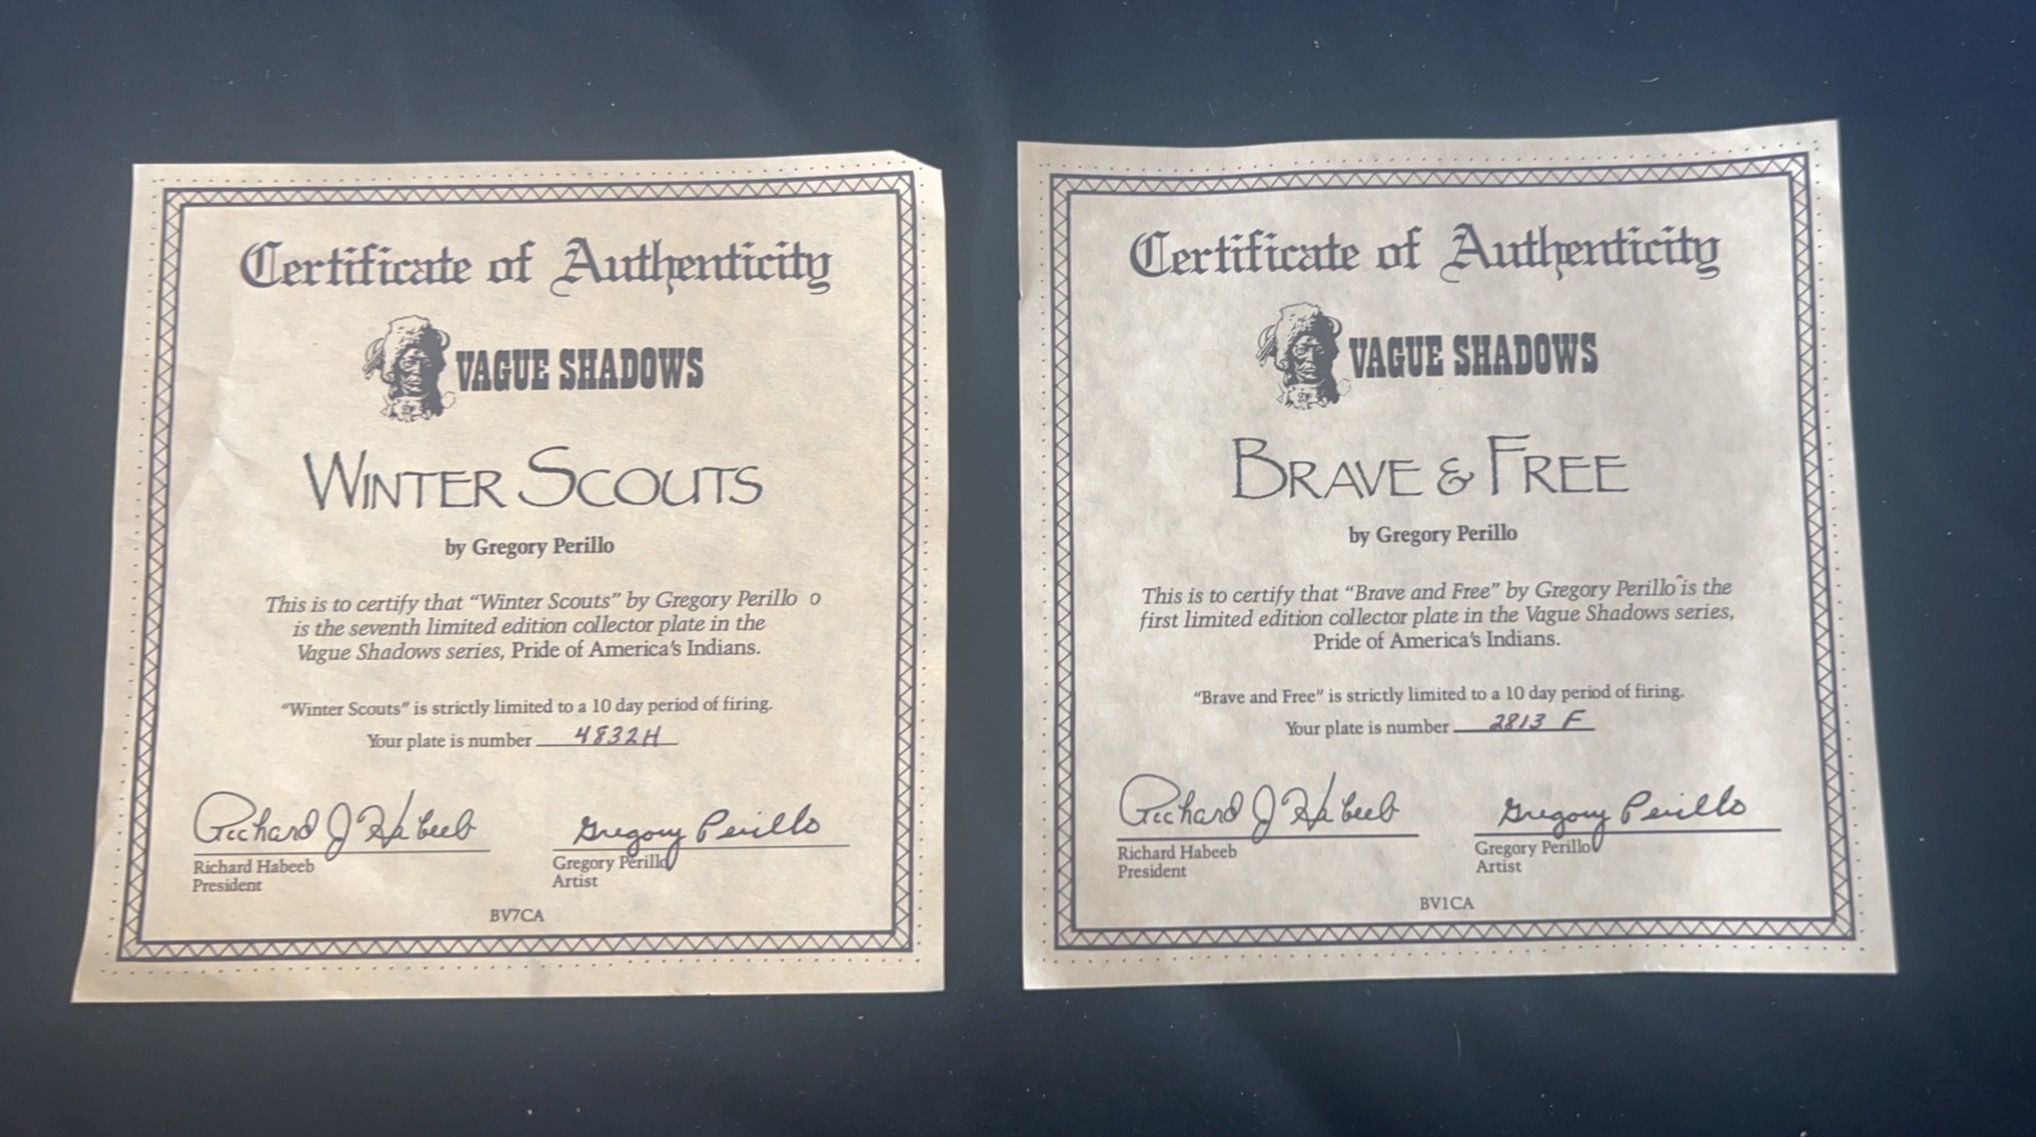 Certificate of Authenticity
VAGUE SHADOWS
WINTER SCOUTS
by Gregory Perillo
This is to certify that “Winter Scouts” by Gregory Perillo o
is the seventh limited edition collector plate in the
Vague Shadows series, Pride of America's Indians.
“Winter Scouts” is strictly limited to a 10 day period of firing.
Your plate is number 4832H
Richard J Habeeb
Gregory Perillo
Richard Habeeb
President
Gregory Perillo
Artist
BV7CA
Certificate of Authenticity
VAGUE SHADOWS
BRAVE & FREE
by Gregory Perillo
This is to certify that “Brave and Free” by Gregory Perillo is the
first limited edition collector plate in the Vague Shadows series,
Pride of America's Indians.
“Brave and Free” is strictly limited to a 10 day period of firing.
Your plate is number 2813 F
Richard J Habeeb
Gregory Perillo
Richard Habeeb
President
Gregory Perillo
Artist
BV1CA